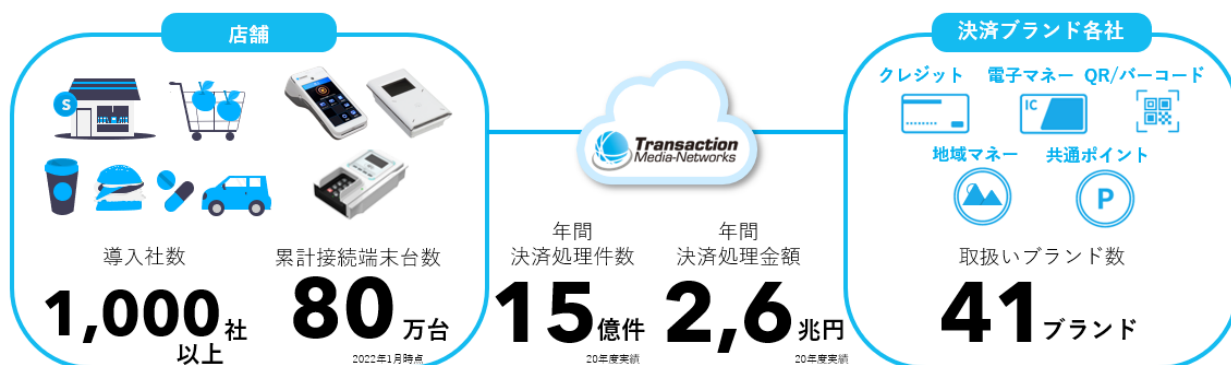 店舗
S
導入社数
1,000社
以上
累計接続端末台数
80万台
2022年1月時点
Transaction
Media-Networks
年間
決済処理件数
15億件
20年度実績
年間
決済処理金額
2,6兆円
20年度実績
決済ブランド各社
クレジット
電子マネー
QR/バーコード
IC
地域マネー
共通ポイント
P
取扱いブランド数
41ブランド